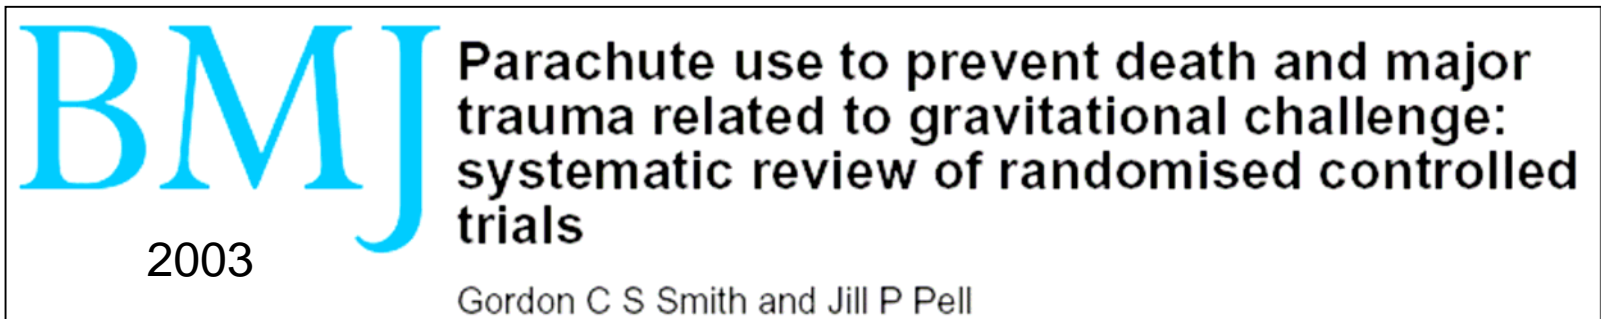 BMJ
2003
Parachute use to prevent death and major
trauma related to gravitational challenge:
systematic review of randomised controlled
trials
Gordon C S Smith and Jill P Pell